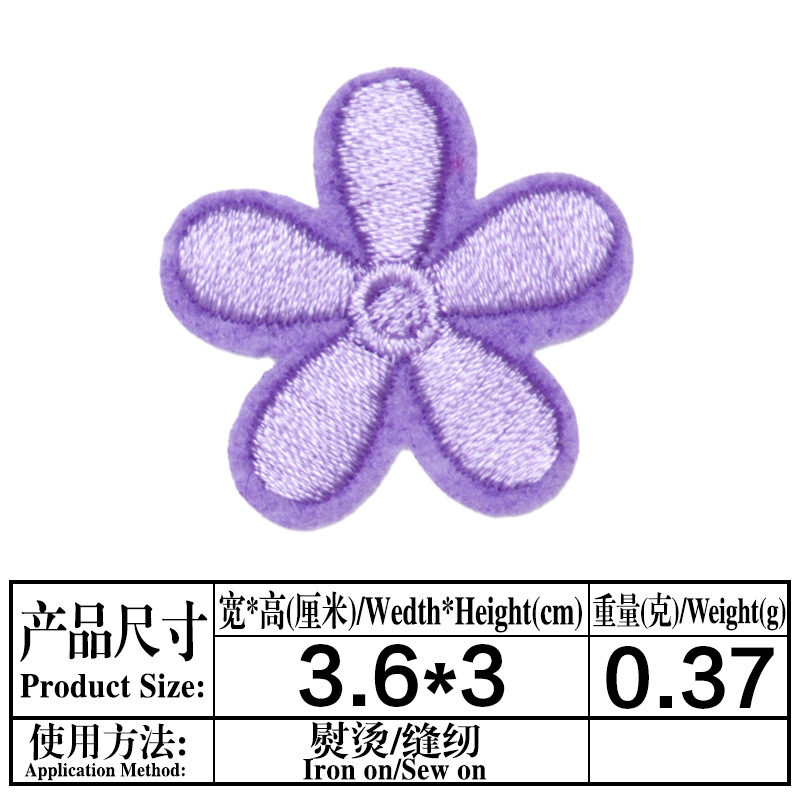 产品尺寸
Product Size:
宽*高(厘米)/Wedth*Height(cm)
重量(克)/Weight(g)
3.6*3
0.37
使用方法:
Application Method:
熨烫/缝纫
Iron on/Sew on